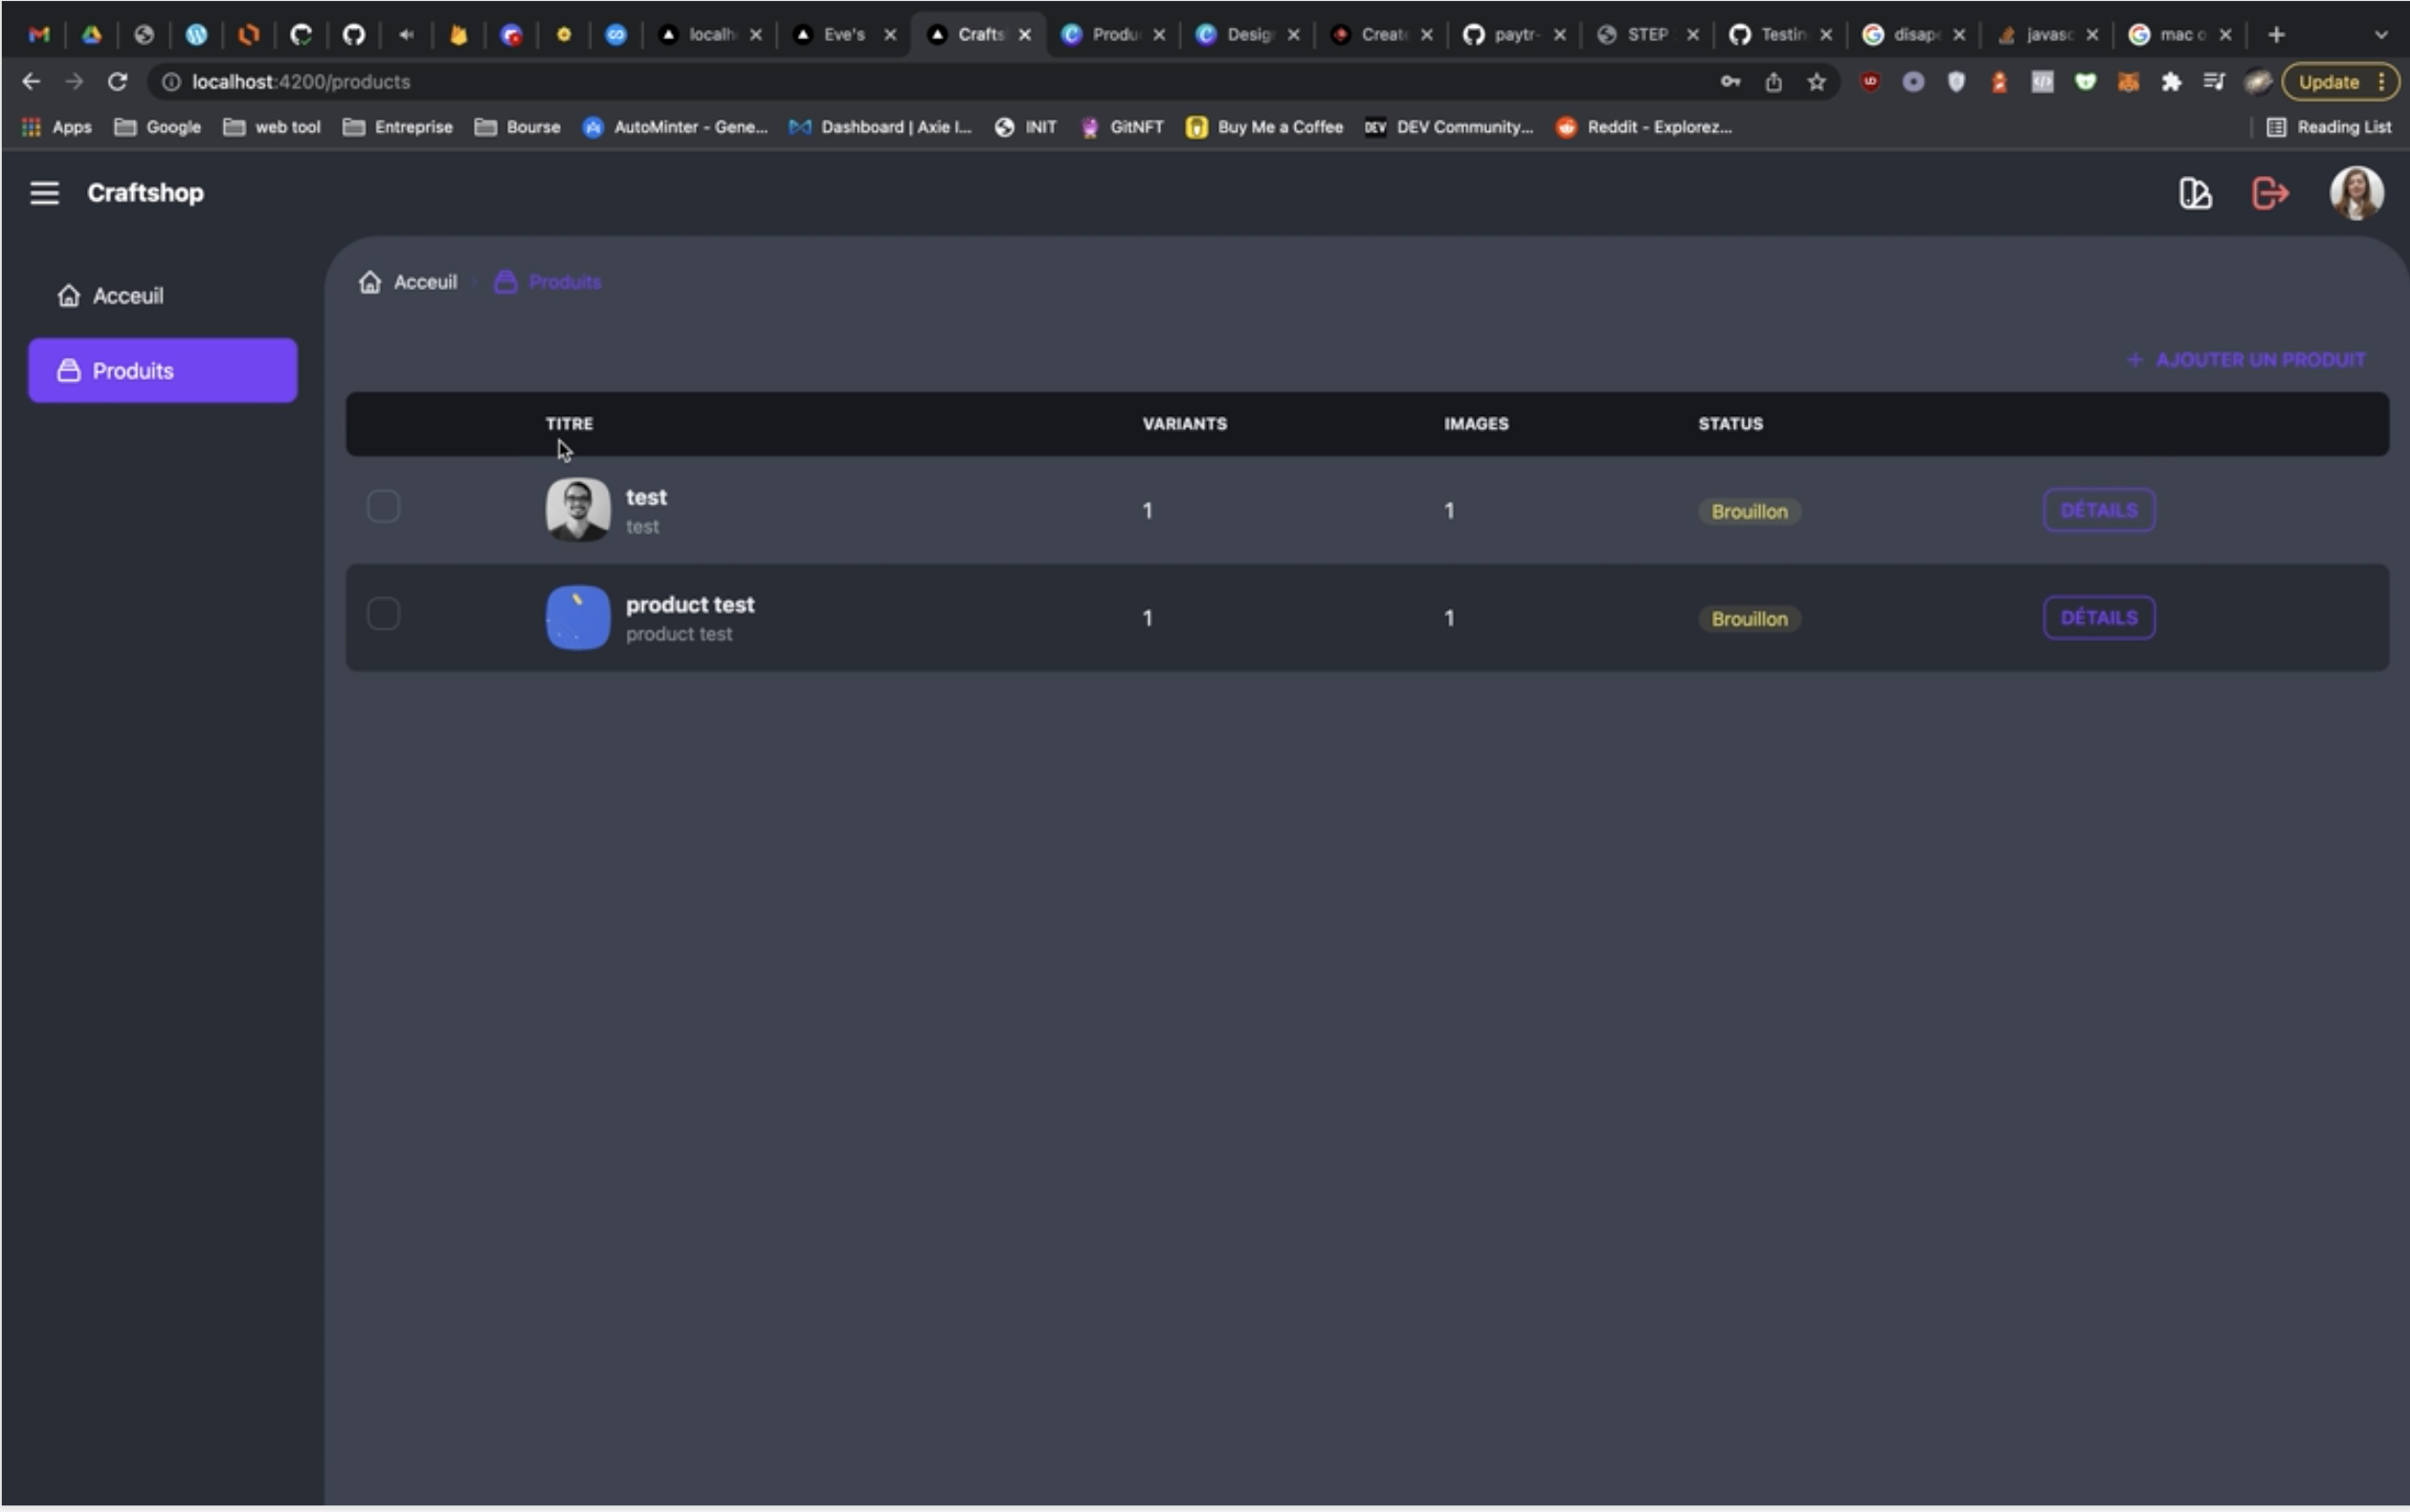 localh Eve's Crafts Produ Desig Create paytr- STEP Testin disap javasc mac o
localhost:4200/products Update
Apps Google web tool Entreprise Bourse AutoMinter - Gene... Dashboard | Axie I... INIT GitNFT Buy Me a Coffee DEV DEV Community... Reddit - Explorez... Reading List
Craftshop
Acceuil
Produits
Acceuil Produits
+ AJOUTER UN PRODUIT
TITRE VARIANTS IMAGES STATUS
test
test
1 1 Brouillon DÉTAILS
product test
product test
1 1 Brouillon DÉTAILS